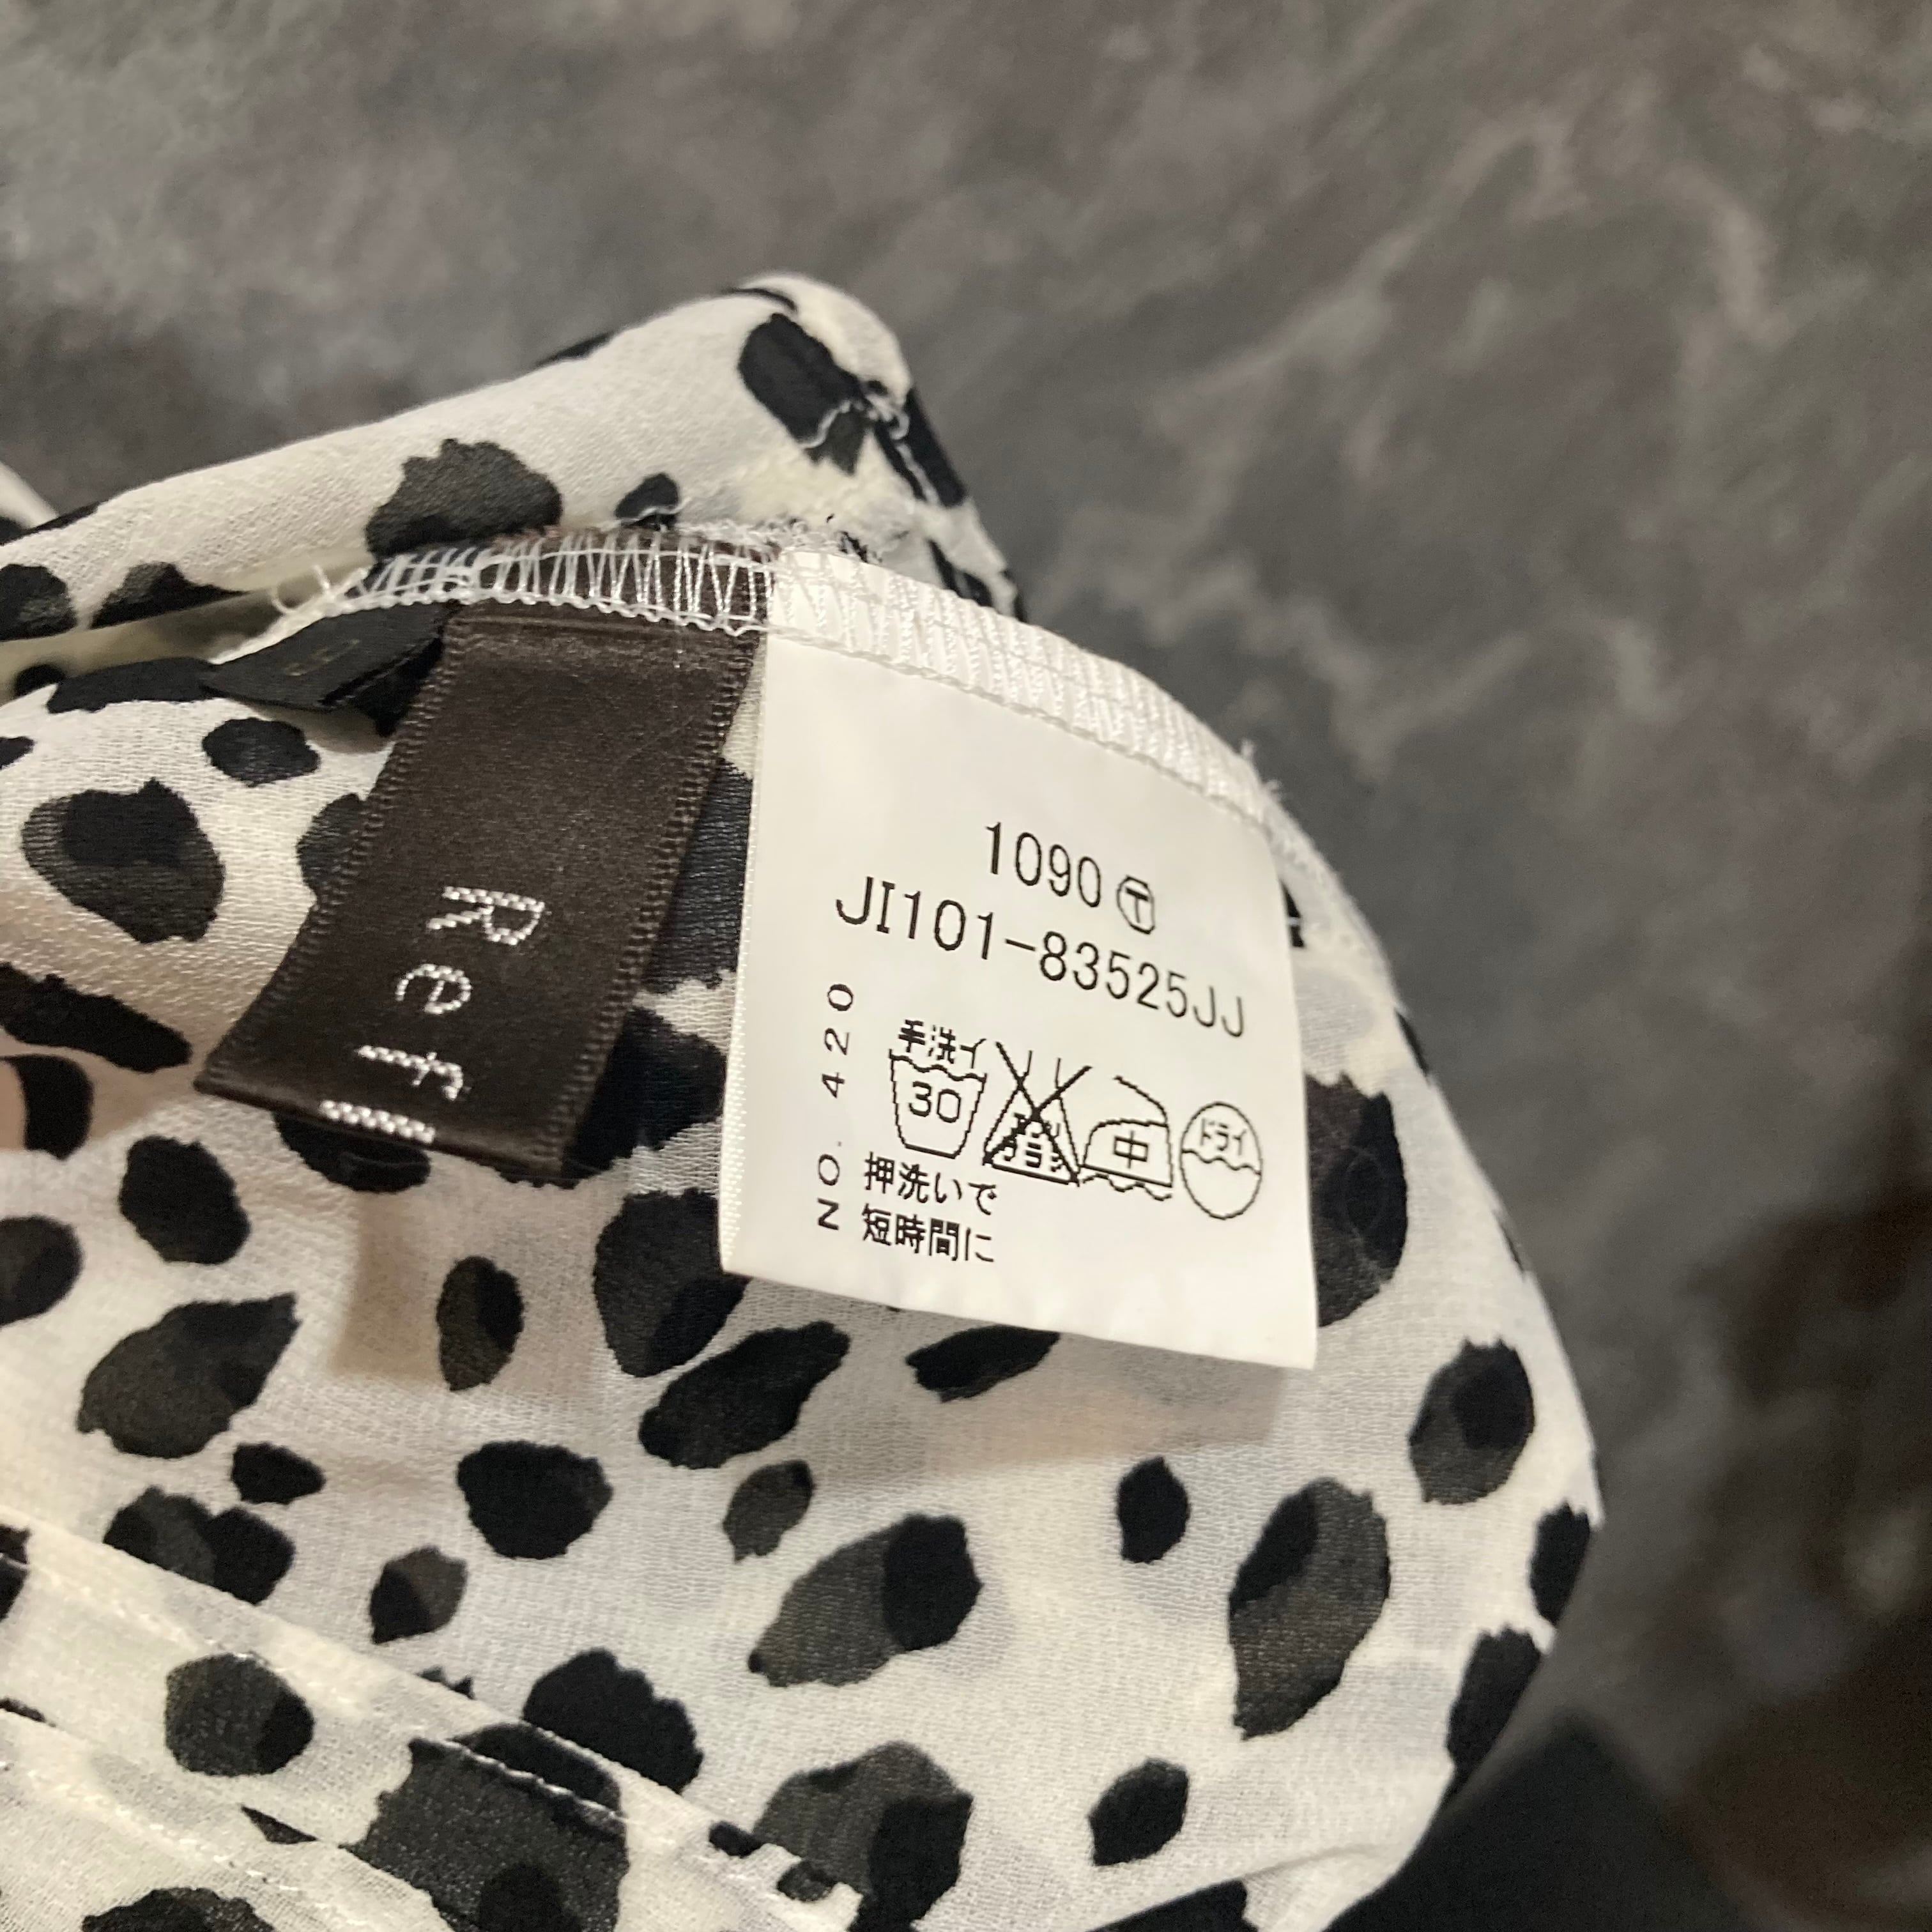 Ref
1090 Ⓣ
JI101-83525JJ
NO. 420
手洗イ
30
中
ドライ
押洗いで
短時間に